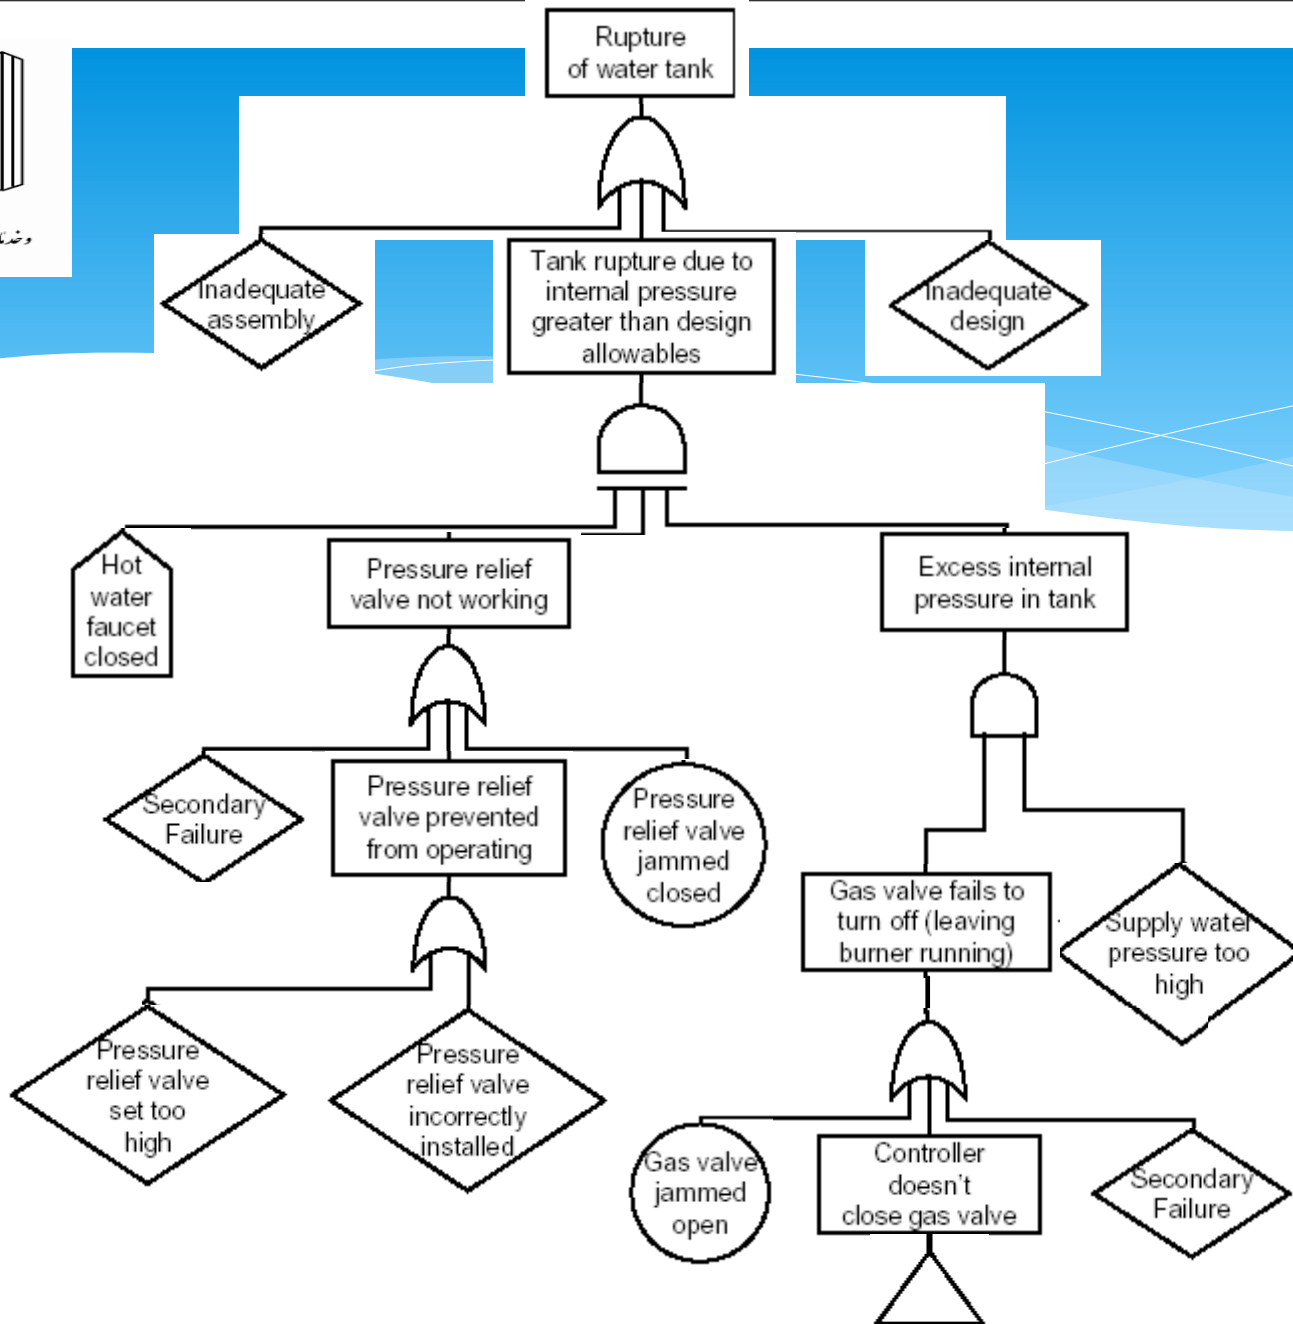 Rupture
of water tank
Inadequate
assembly
Tank rupture due to
internal pressure
greater than design
allowables
Inadequate
design
Hot
water
faucet
closed
Pressure relief
valve not working
Excess internal
pressure in tank
Secondary
Failure
Pressure relief
valve prevented
from operating
Pressure
relief valve
jammed
closed
Gas valve fails to
turn off (leaving
burner running)
Supply water
pressure too
high
Pressure
relief valve
set too
high
Pressure
relief valve
incorrectly
installed
Gas valve
jammed
open
Controller
doesn't
close gas valve
Secondary
Failure